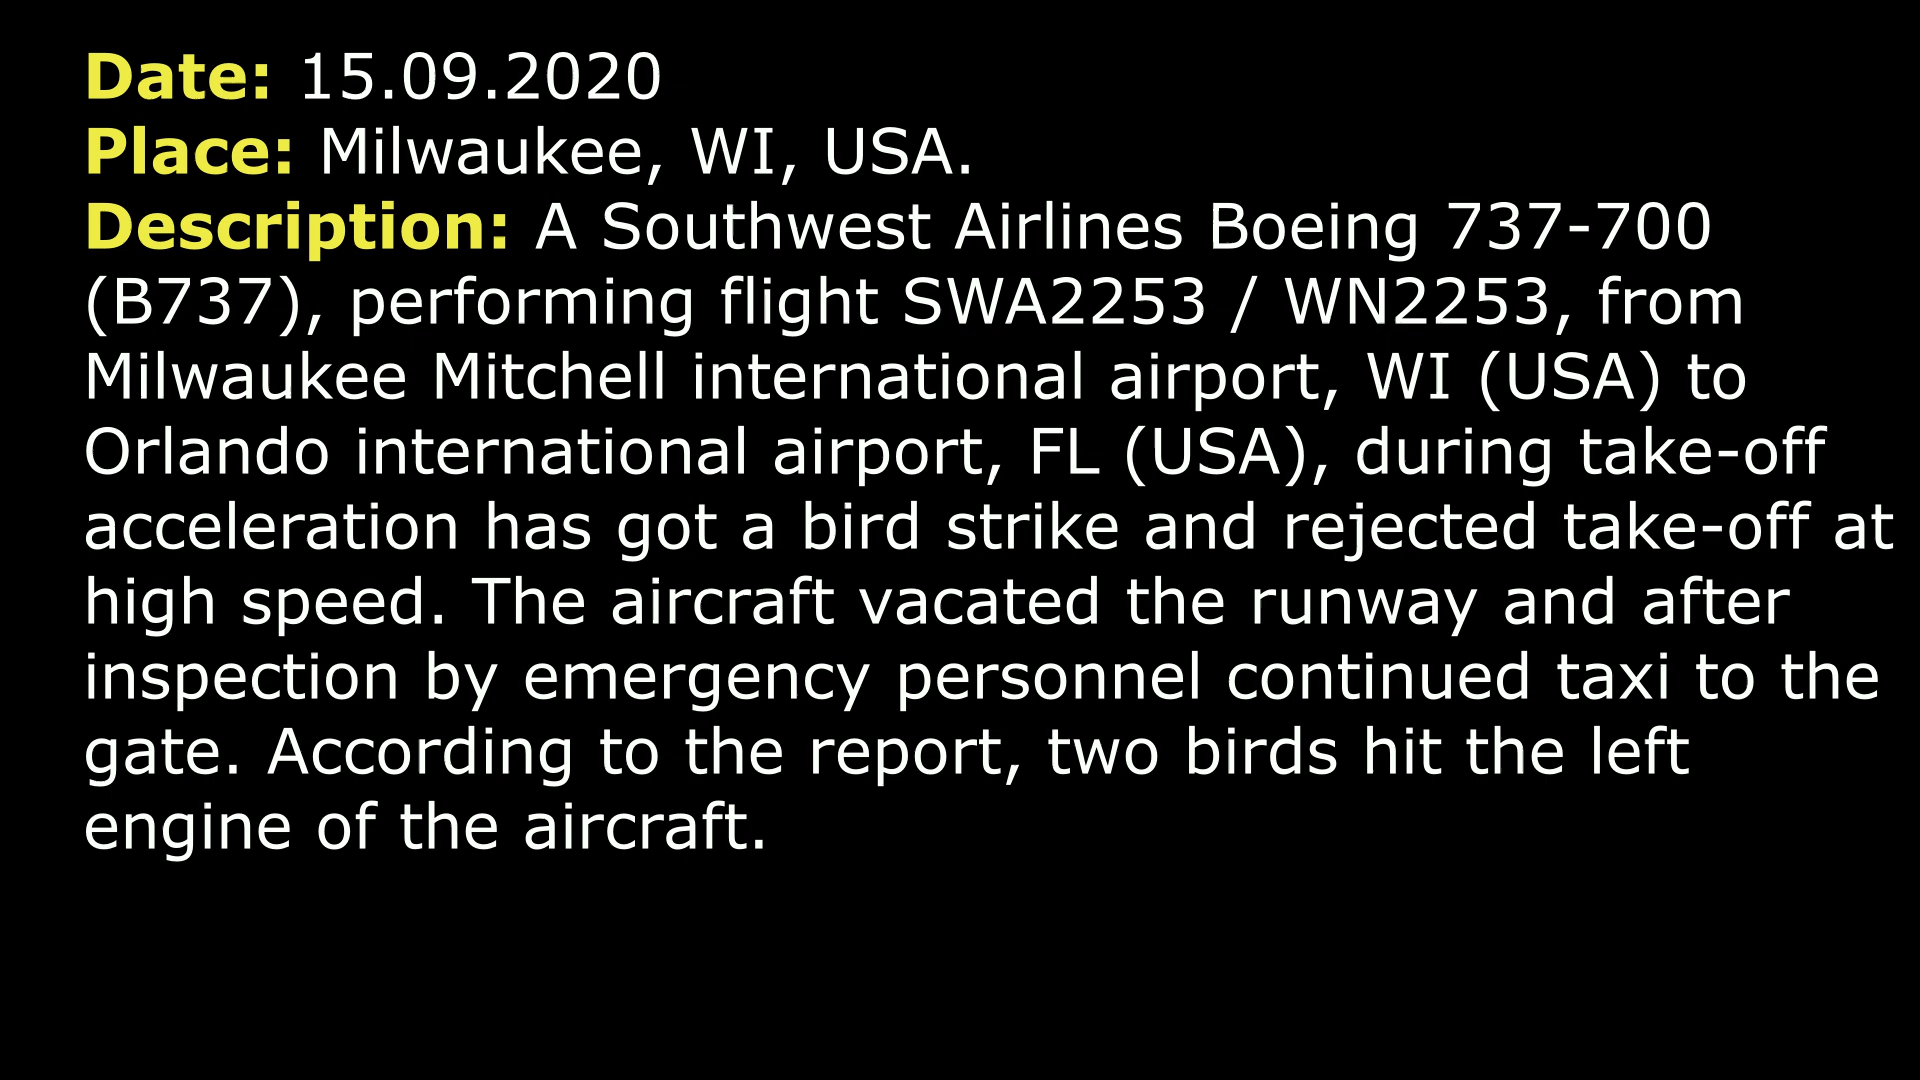 Date: 15.09.2020
Place: Milwaukee, WI, USA.
Description: A Southwest Airlines Boeing 737-700
(B737), performing flight SWA2253 / WN2253, from
Milwaukee Mitchell international airport, WI (USA) to
Orlando international airport, FL (USA), during take-off
acceleration has got a bird strike and rejected take-off at
high speed. The aircraft vacated the runway and after
inspection by emergency personnel continued taxi to the
gate. According to the report, two birds hit the left
engine of the aircraft.